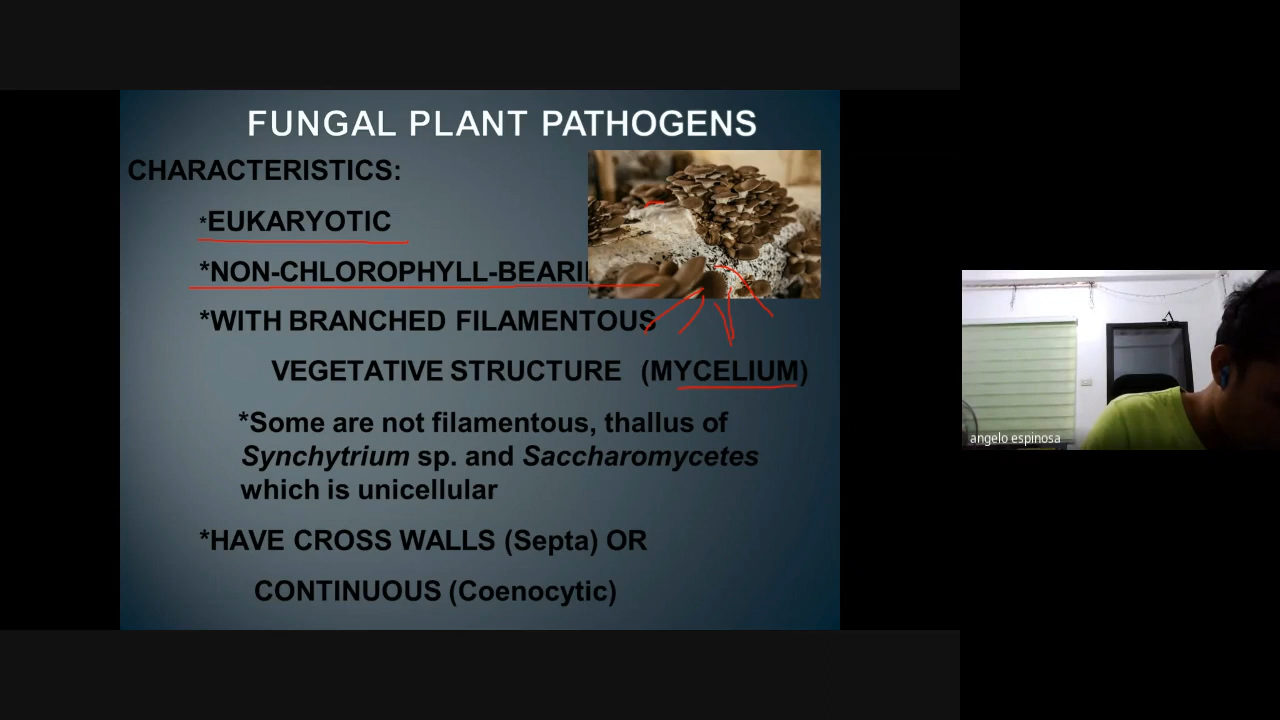 FUNGAL PLANT PATHOGENS
CHARACTERISTICS:
*EUKARYOTIC
*NON-CHLOROPHYLL-BEARI
*WITH BRANCHED FILAMENTOUS
VEGETATIVE STRUCTURE (MYCELIUM)
*Some are not filamentous, thallus of
Synchytrium sp. and Saccharomycetes
which is unicellular
*HAVE CROSS WALLS (Septa) OR
CONTINUOUS (Coenocytic)
angelo espinosa